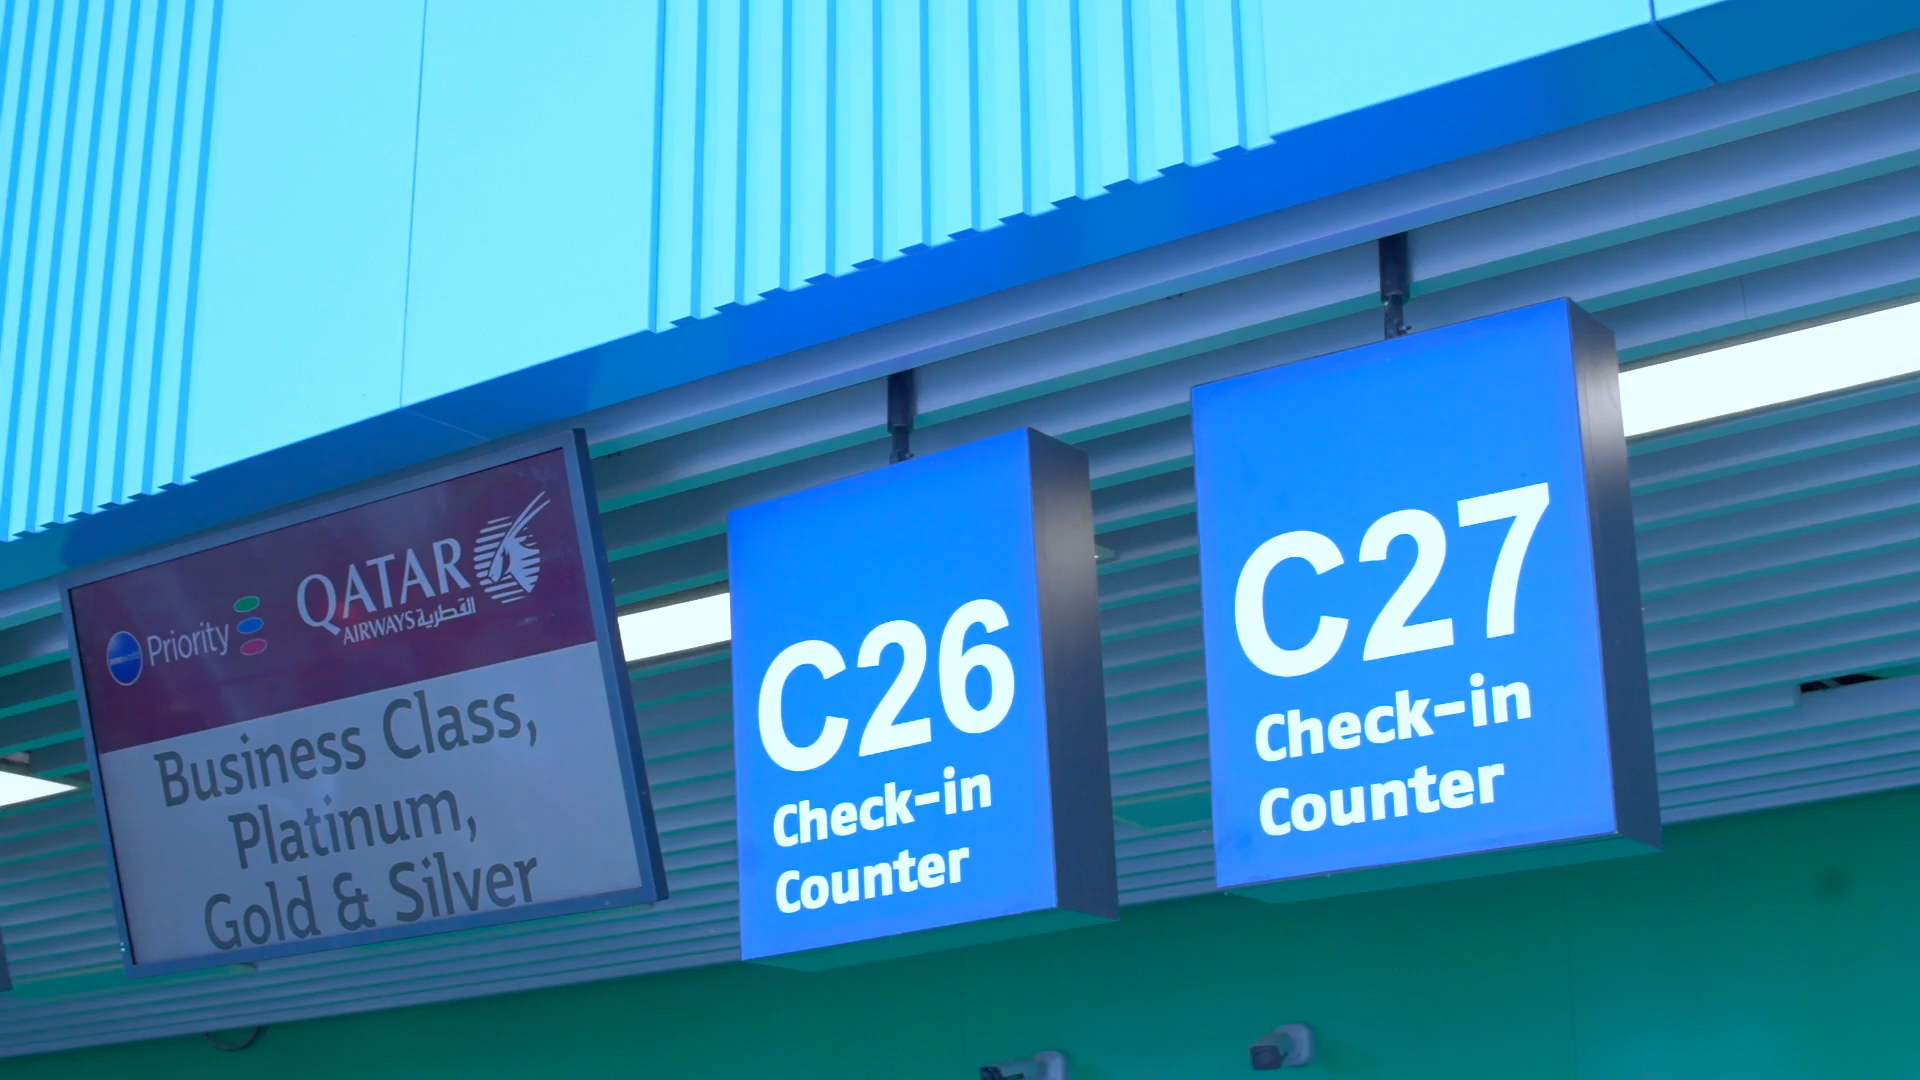 Priority
QATAR
AIRWAYS القطرية
Business Class,
Platinum,
Gold & Silver
C26
Check-in
Counter
C27
Check-in
Counter